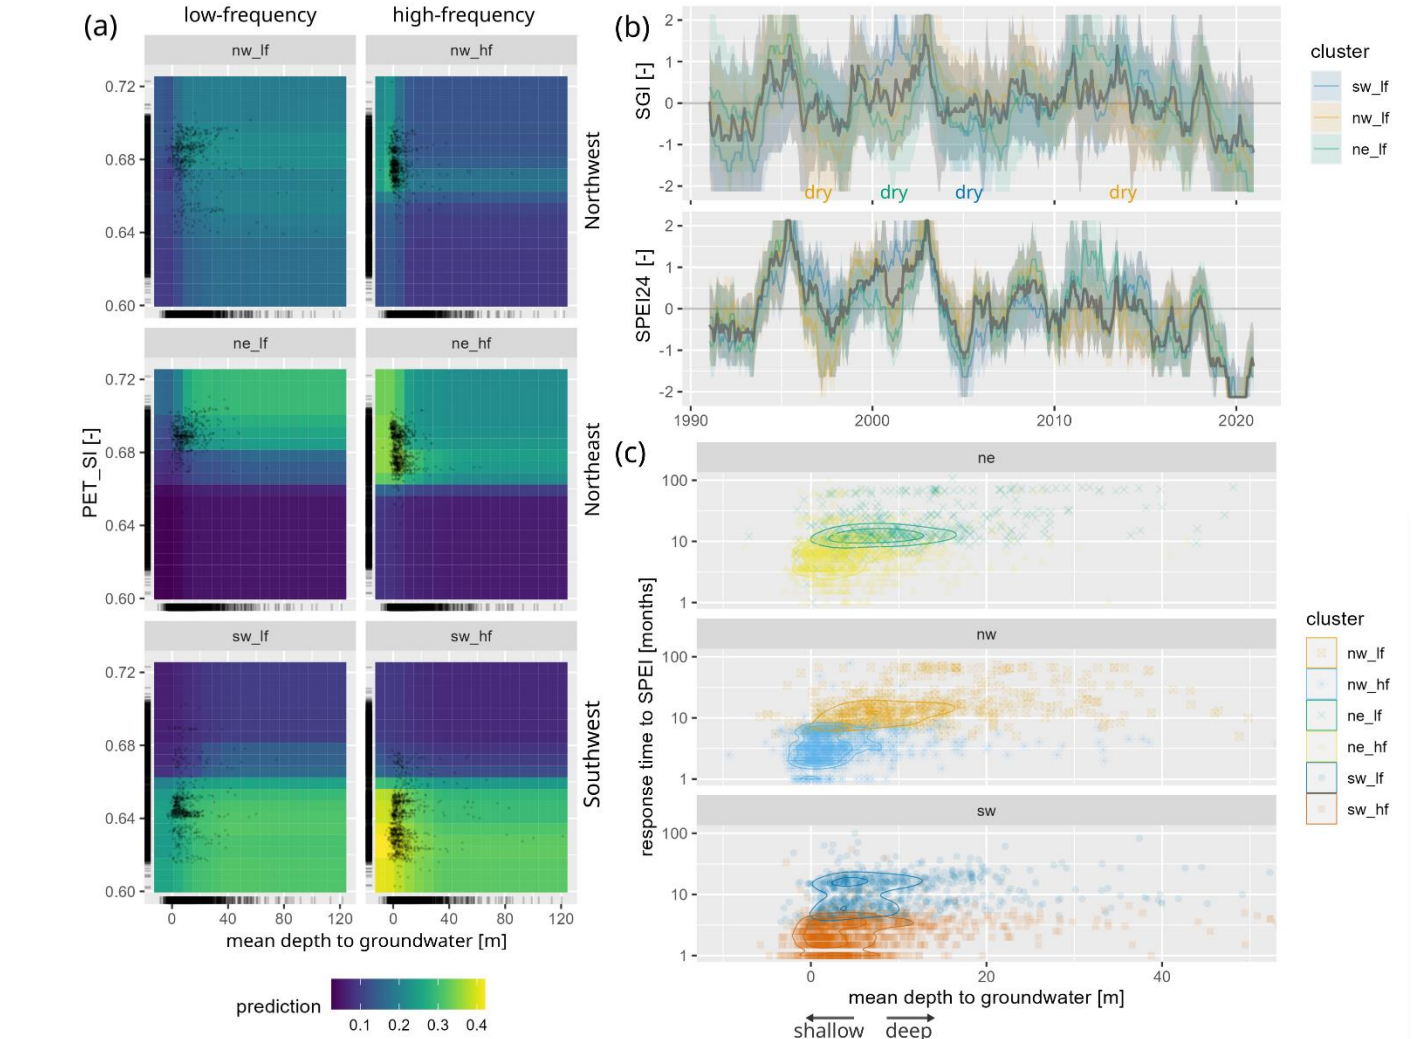 (a)
low-frequency
high-frequency
nw_lf
nw_hf
0.72
0.68
0.64
0.60
Northwest
ne_lf
ne_hf
0.72
0.68
0.64
0.60
Northeast
PET_SI [-]
sw_lf
sw_hf
0.72
0.68
0.64
0.60
Southwest
0
40
80
120
0
40
80
120
mean depth to groundwater [m]
prediction
0.1
0.2
0.3
0.4
(b)
SGI [-]
2
1
0
-1
-2
dry
dry
dry
dry
SPEI24 [-]
2
1
0
-1
-2
1990
2000
2010
2020
cluster
sw_lf
nw_lf
ne_lf
(c)
response time to SPEI [months]
ne
100
10
1
nw
100
10
1
sw
100
10
1
0
20
40
mean depth to groundwater [m]
shallow
deep
cluster
nw_lf
nw_hf
ne_lf
ne_hf
sw_lf
sw_hf